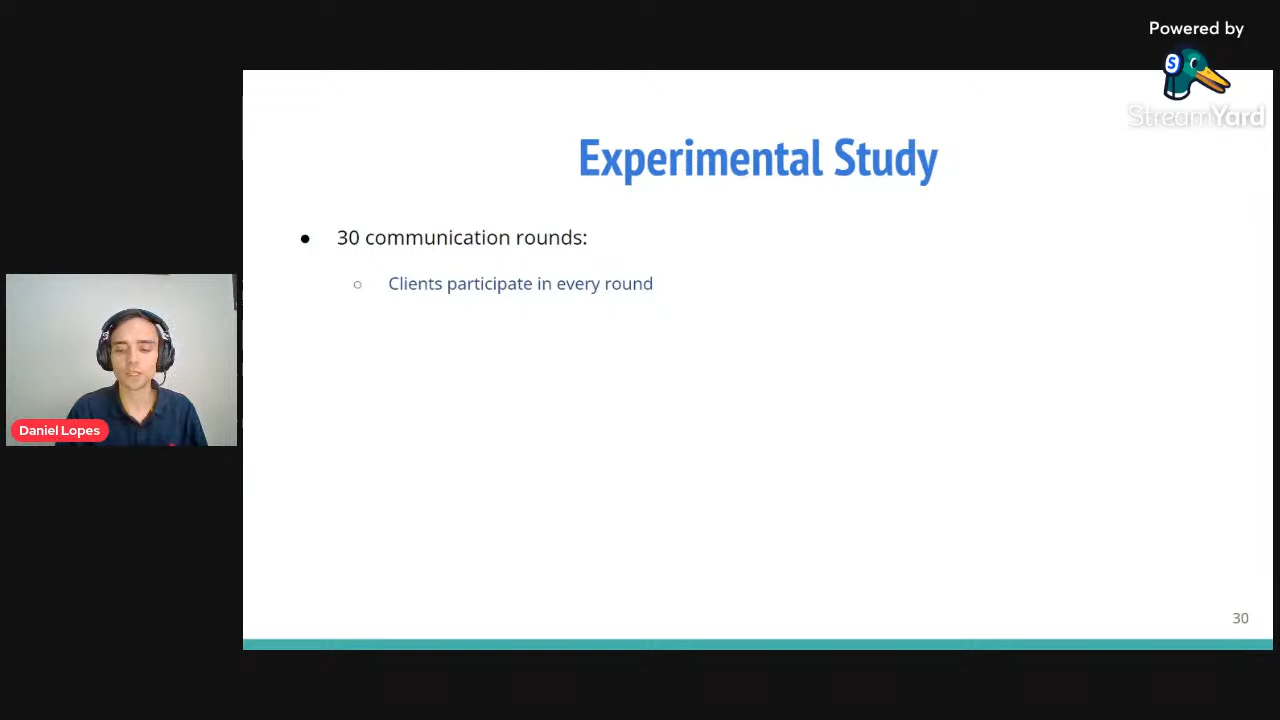 Powered by
S
StreamYard
Experimental Study
● 30 communication rounds:
○ Clients participate in every round
Daniel Lopes
30